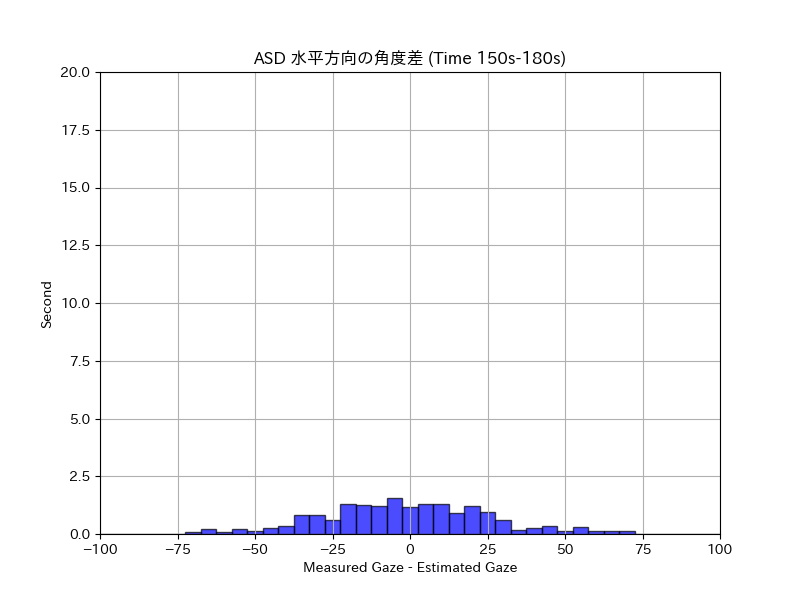 ASD 水平方向の角度差 (Time 150s-180s)
20.0
17.5
15.0
12.5
10.0
7.5
5.0
2.5
0.0
Second
−100 −75 −50 −25 0 25 50 75 100
Measured Gaze - Estimated Gaze